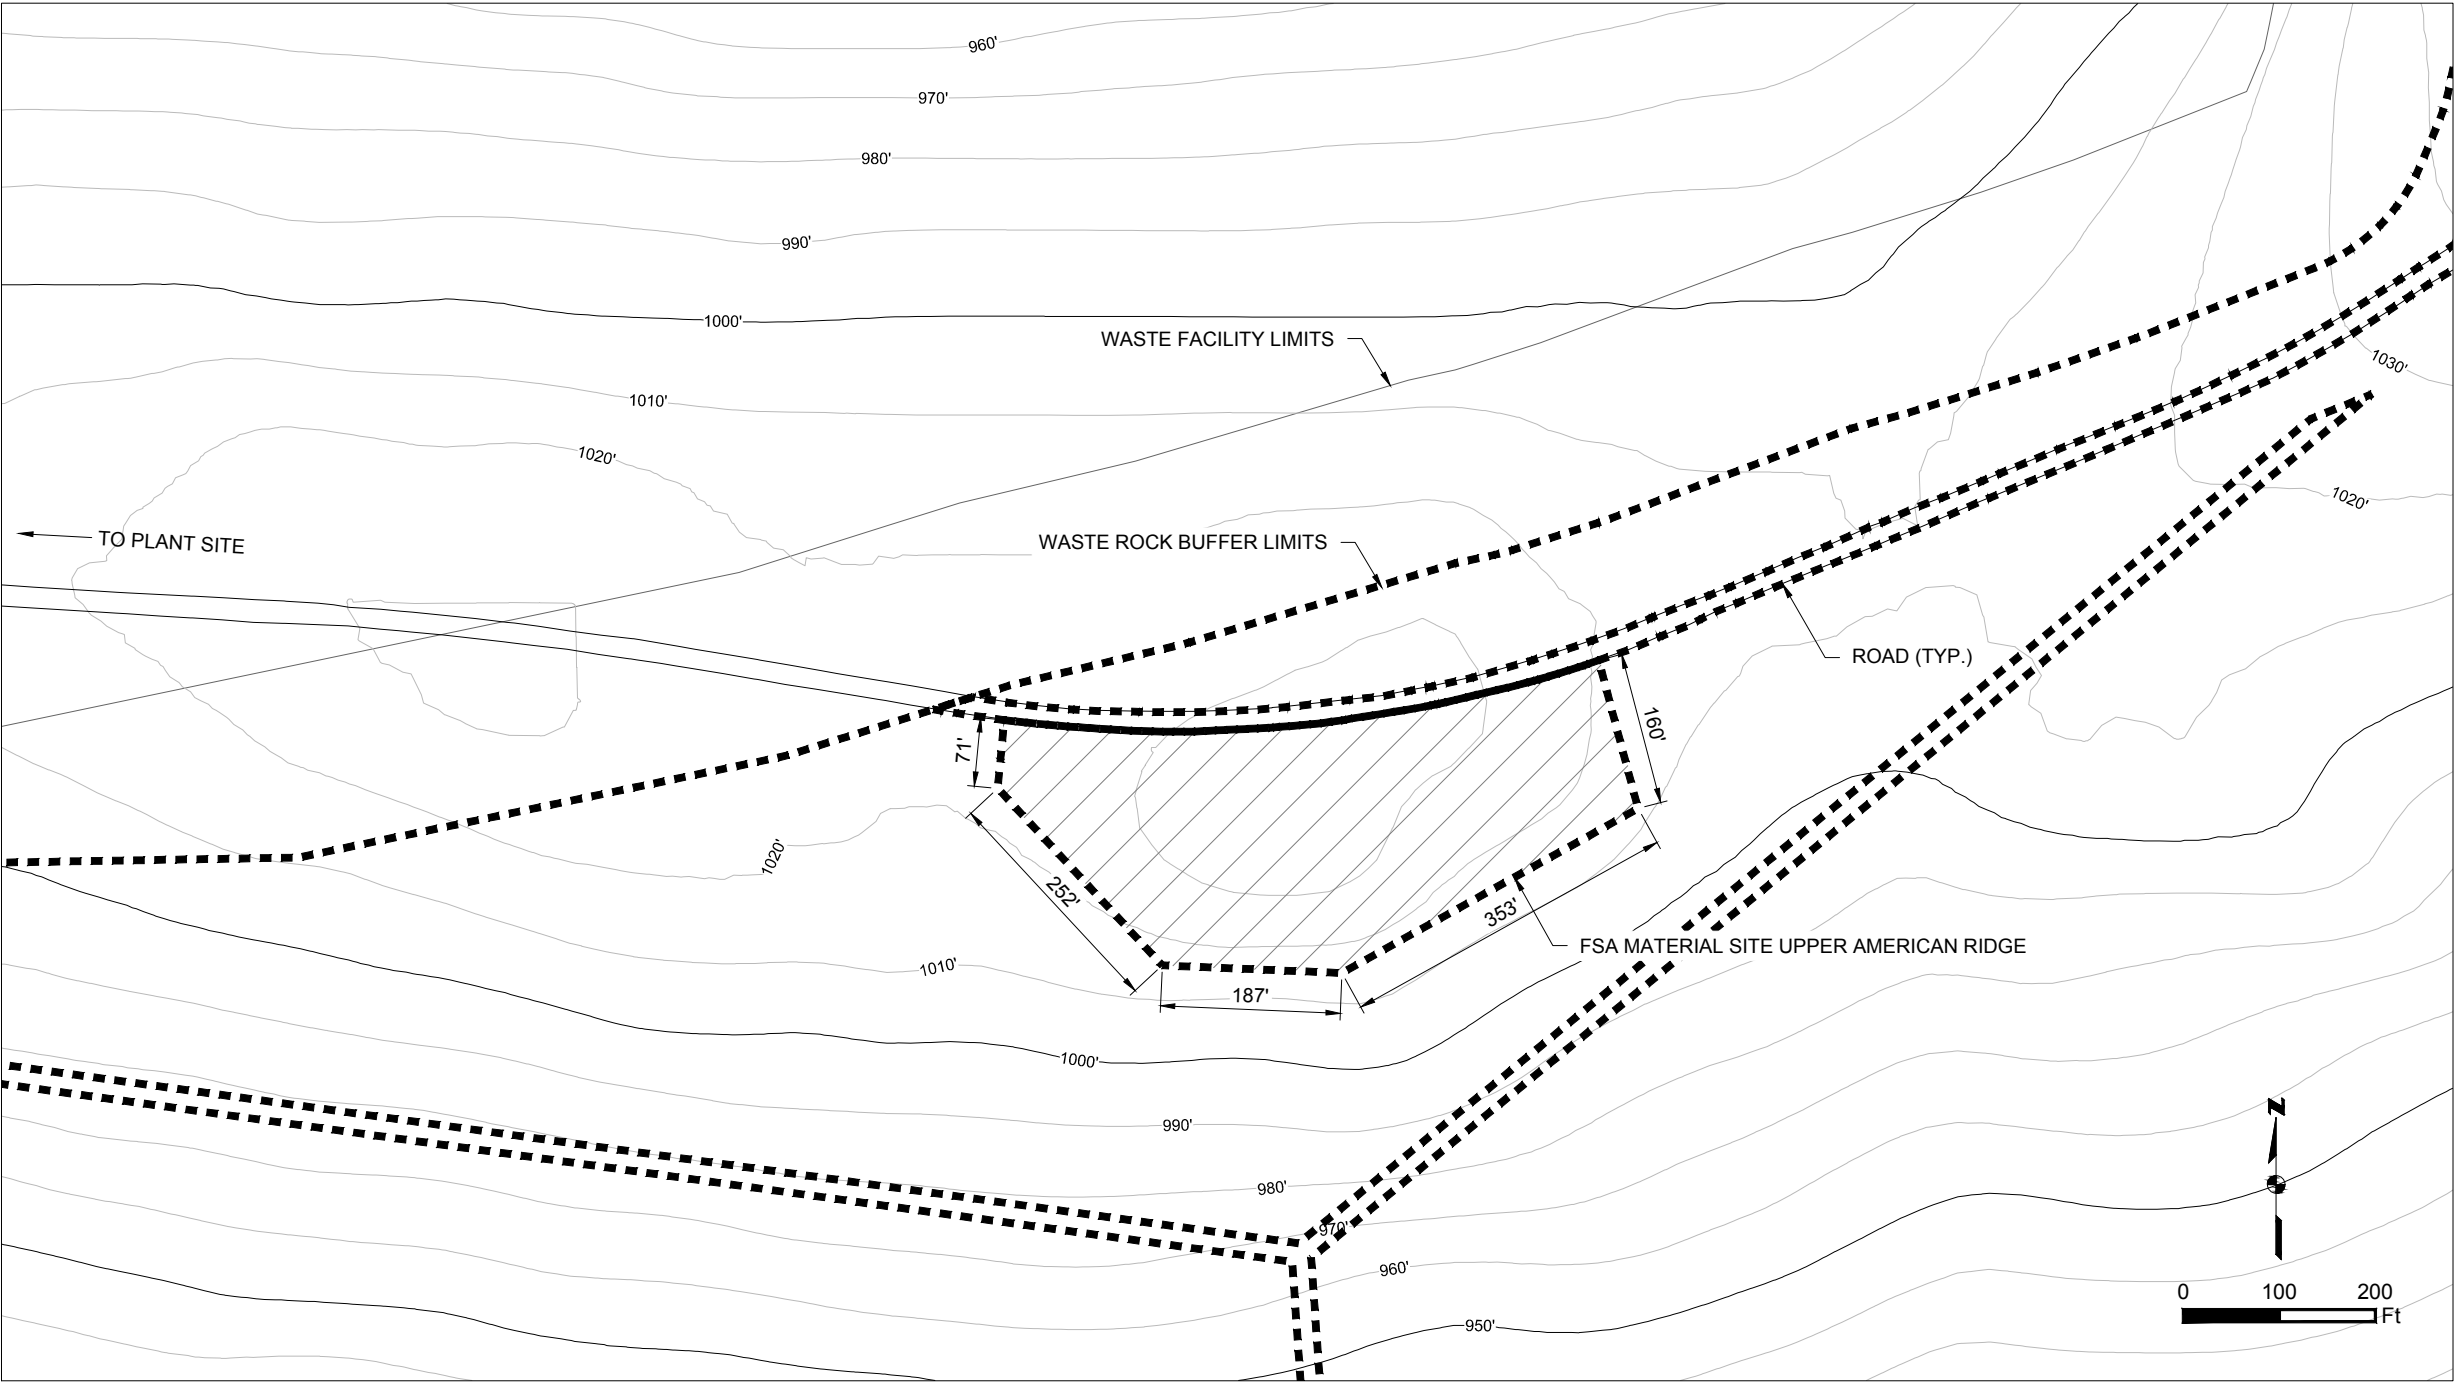 960'
970'
980'
990'
1000'
WASTE FACILITY LIMITS
1030'
1010'
1020'
1020'
TO PLANT SITE
WASTE ROCK BUFFER LIMITS
ROAD (TYP.)
160'
71'
1020'
252'
353'
FSA MATERIAL SITE UPPER AMERICAN RIDGE
1010'
187'
1000'
N
990'
980'
970'
960'
0 100 200
Ft
950'